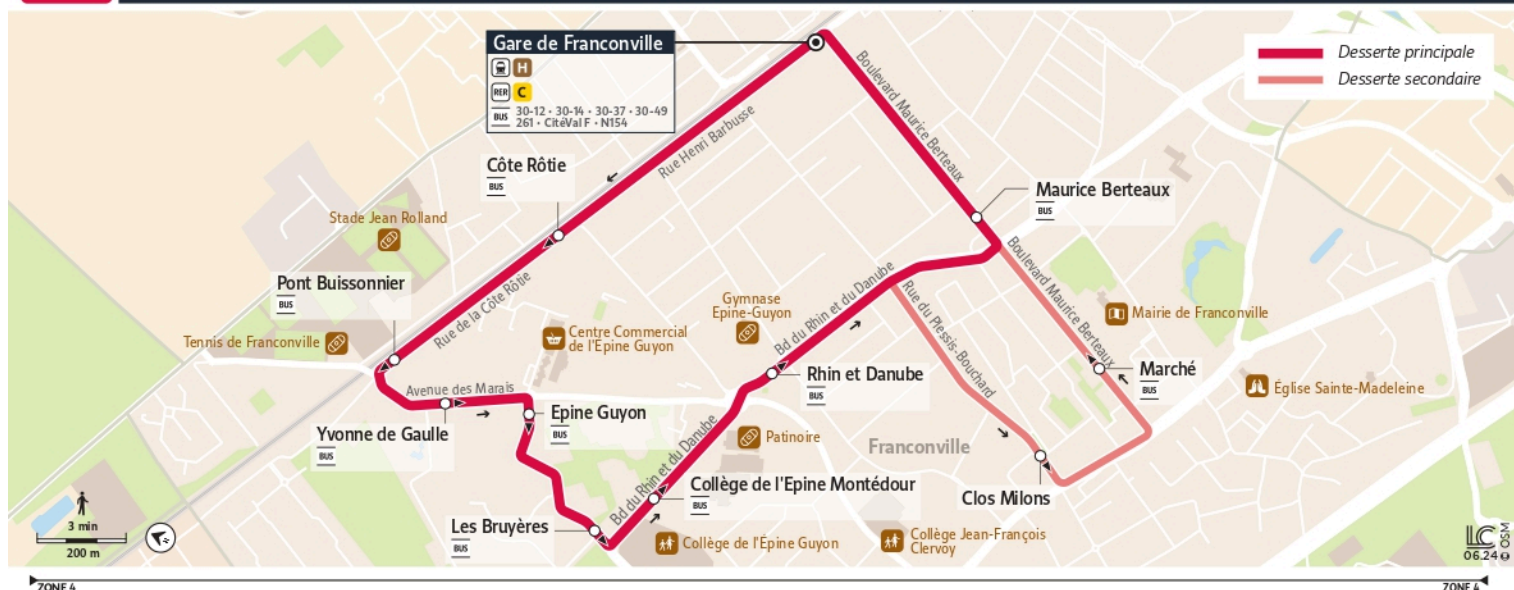 Gare de Franconville
H
RER C
BUS 30-12 • 30-14 • 30-37 • 30-49
261 • CitéVal F • N154
Desserte principale
Desserte secondaire
Boulevard Maurice Berteaux
Rue Henri Barbusse
Côte Rôtie
BUS
Maurice Berteaux
BUS
Stade Jean Rolland
Pont Buissonnier
BUS
Rue de la Côte Rôtie
Tennis de Franconville
Centre Commercial
de l'Épine Guyon
Gymnase
Epine-Guyon
Bd du Rhin et du Danube
Rue du Plessis-Bouchard
Boulevard Maurice Berteaux
Mairie de Franconville
Marché
BUS
Église Sainte-Madeleine
Avenue des Marais
Rhin et Danube
BUS
Yvonne de Gaulle
BUS
Epine Guyon
BUS
Patinoire
Franconville
Bd du Rhin et du Danube
Collège de l'Epine Montédour
BUS
Clos Milons
Les Bruyères
BUS
Collège de l'Épine Guyon
Collège Jean-François
Clervoy
3 min
200 m
LC
06.24 © OSM
ZONE 4
ZONE 4